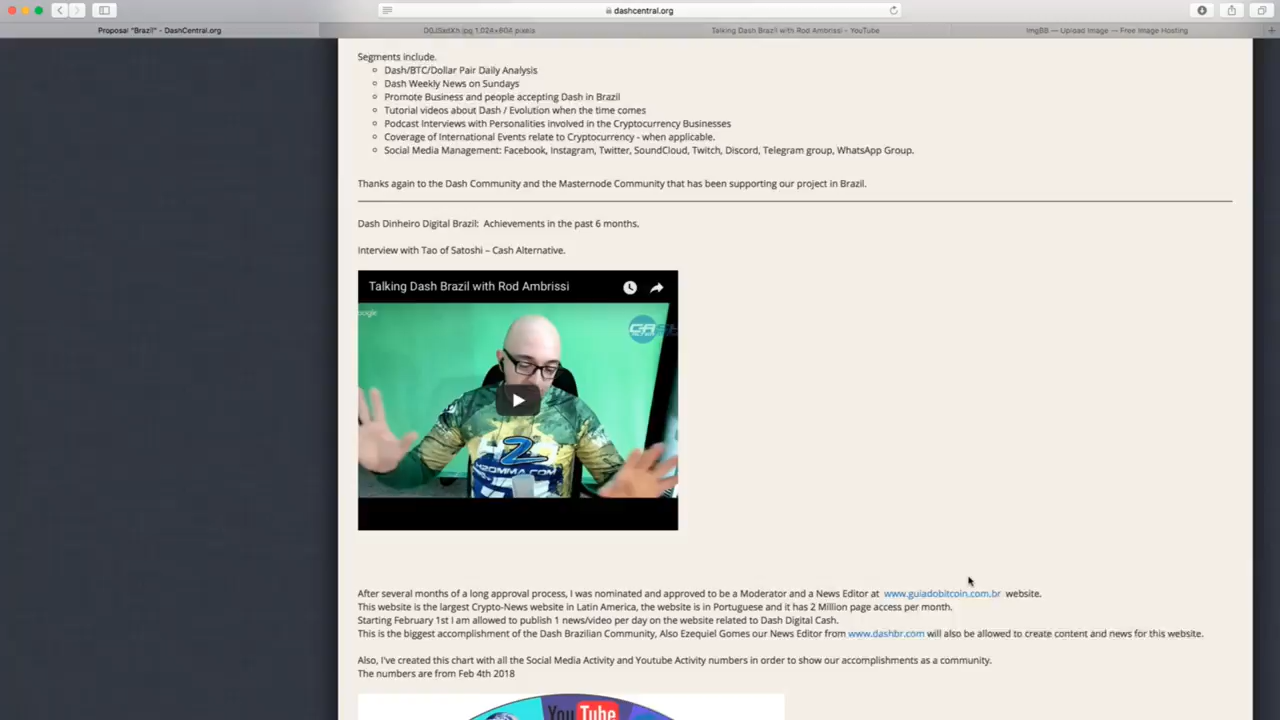 dashcentral.org
Proposal "Brazil" - DashCentral.org
D0JSxdXh.jpg 1,024×604 pixels
Talking Dash Brazil with Rod Ambrissi - YouTube
ImgBB — Upload Image — Free Image Hosting
Segments include.
Dash/BTC/Dollar Pair Daily Analysis
Dash Weekly News on Sundays
Promote Business and people accepting Dash in Brazil
Tutorial videos about Dash / Evolution when the time comes
Podcast Interviews with Personalities involved in the Cryptocurrency Businesses
Coverage of International Events relate to Cryptocurrency - when applicable.
Social Media Management: Facebook, Instagram, Twitter, SoundCloud, Twitch, Discord, Telegram group, WhatsApp Group.
Thanks again to the Dash Community and the Masternode Community that has been supporting our project in Brazil.
Dash Dinheiro Digital Brazil: Achievements in the past 6 months.
Interview with Tao of Satoshi – Cash Alternative.
Talking Dash Brazil with Rod Ambrissi
2
H2OMMA.COM
After several months of a long approval process, I was nominated and approved to be a Moderator and a News Editor at www.guiadobitcoin.com.br website.
This website is the largest Crypto-News website in Latin America, the website is in Portuguese and it has 2 Million page access per month.
Starting February 1st I am allowed to publish 1 news/video per day on the website related to Dash Digital Cash.
This is the biggest accomplishment of the Dash Brazilian Community, Also Ezequiel Gomes our News Editor from www.dashbr.com will also be allowed to create content and news for this website.
Also, I've created this chart with all the Social Media Activity and Youtube Activity numbers in order to show our accomplishments as a community.
The numbers are from Feb 4th 2018
YouTube